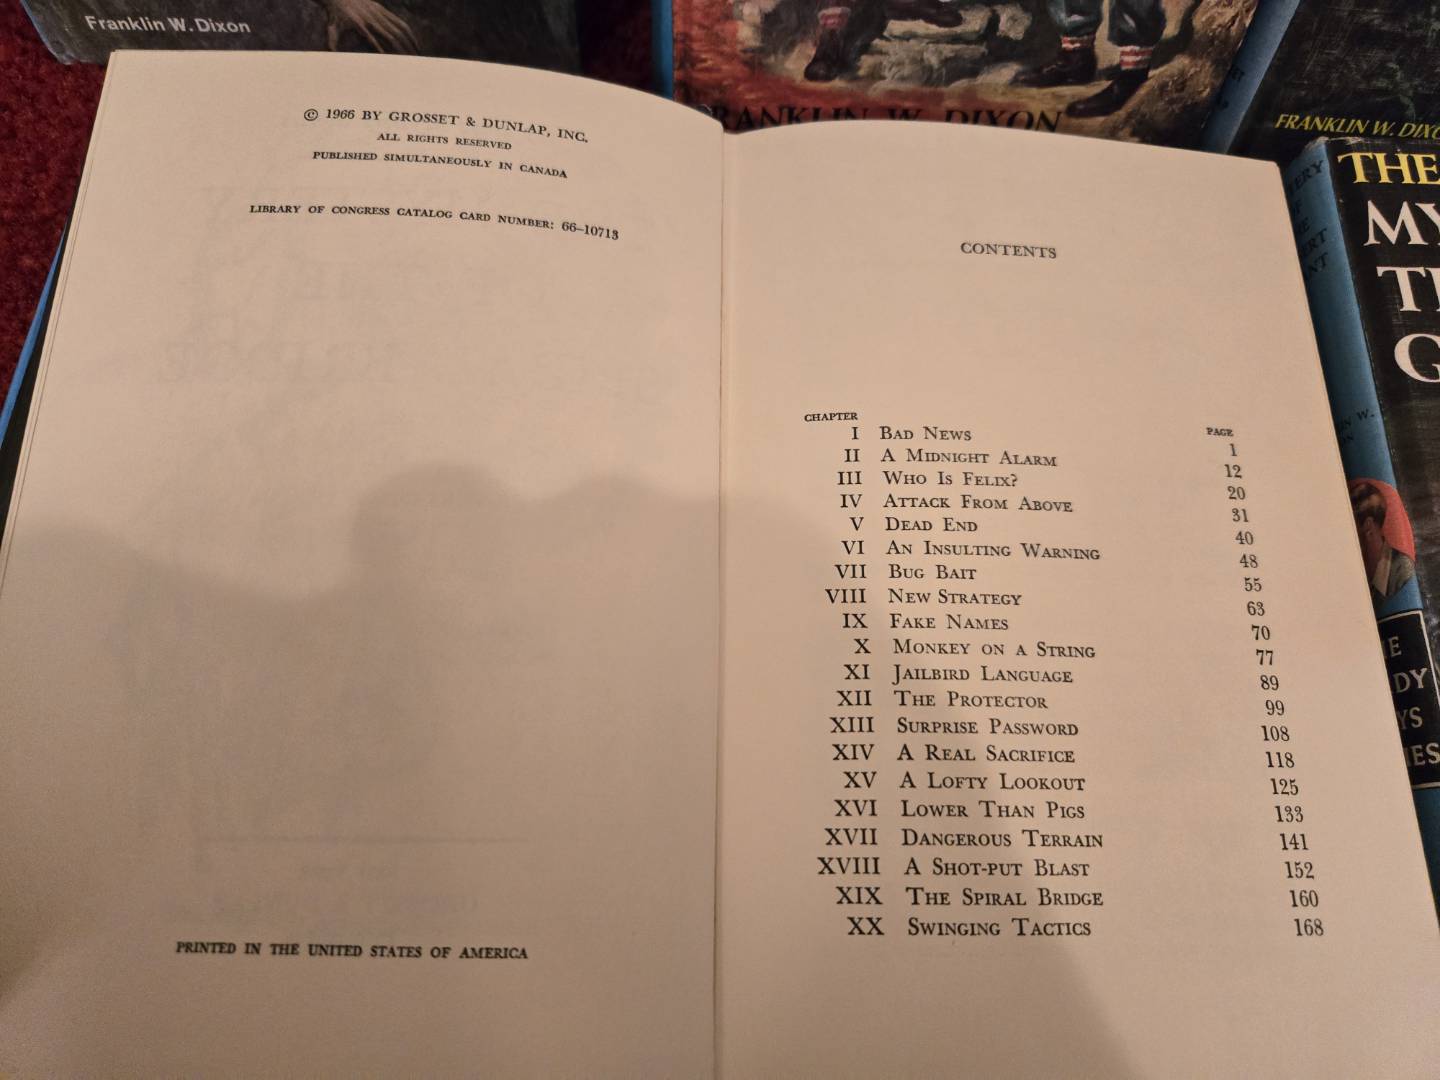 Franklin W. Dixon
FRANKLIN W. DIXON
FRANKLIN W.
THE
MY
© 1966 BY GROSSET & DUNLAP, INC.
ALL RIGHTS RESERVED
PUBLISHED SIMULTANEOUSLY IN CANADA
LIBRARY OF CONGRESS CATALOG CARD NUMBER: 66–10713
PRINTED IN THE UNITED STATES OF AMERICA
CONTENTS
CHAPTER PAGE
I BAD NEWS 1
II A MIDNIGHT ALARM 12
III WHO IS FELIX? 20
IV ATTACK FROM ABOVE 31
V DEAD END 40
VI AN INSULTING WARNING 48
VII BUG BAIT 55
VIII NEW STRATEGY 63
IX FAKE NAMES 70
X MONKEY ON A STRING 77
XI JAILBIRD LANGUAGE 89
XII THE PROTECTOR 99
XIII SURPRISE PASSWORD 108
XIV A REAL SACRIFICE 118
XV A LOFTY LOOKOUT 125
XVI LOWER THAN PIGS 133
XVII DANGEROUS TERRAIN 141
XVIII A SHOT-PUT BLAST 152
XIX THE SPIRAL BRIDGE 160
XX SWINGING TACTICS 168